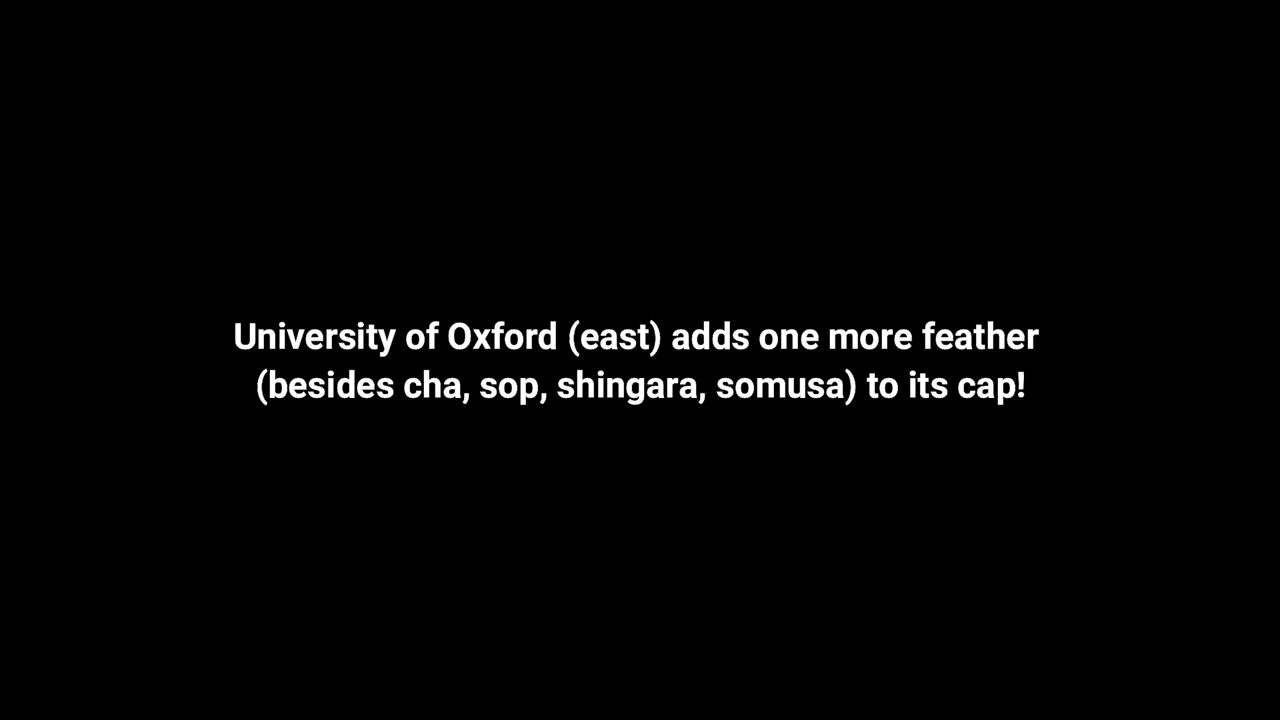 University of Oxford (east) adds one more feather
(besides cha, sop, shingara, somusa) to its cap!